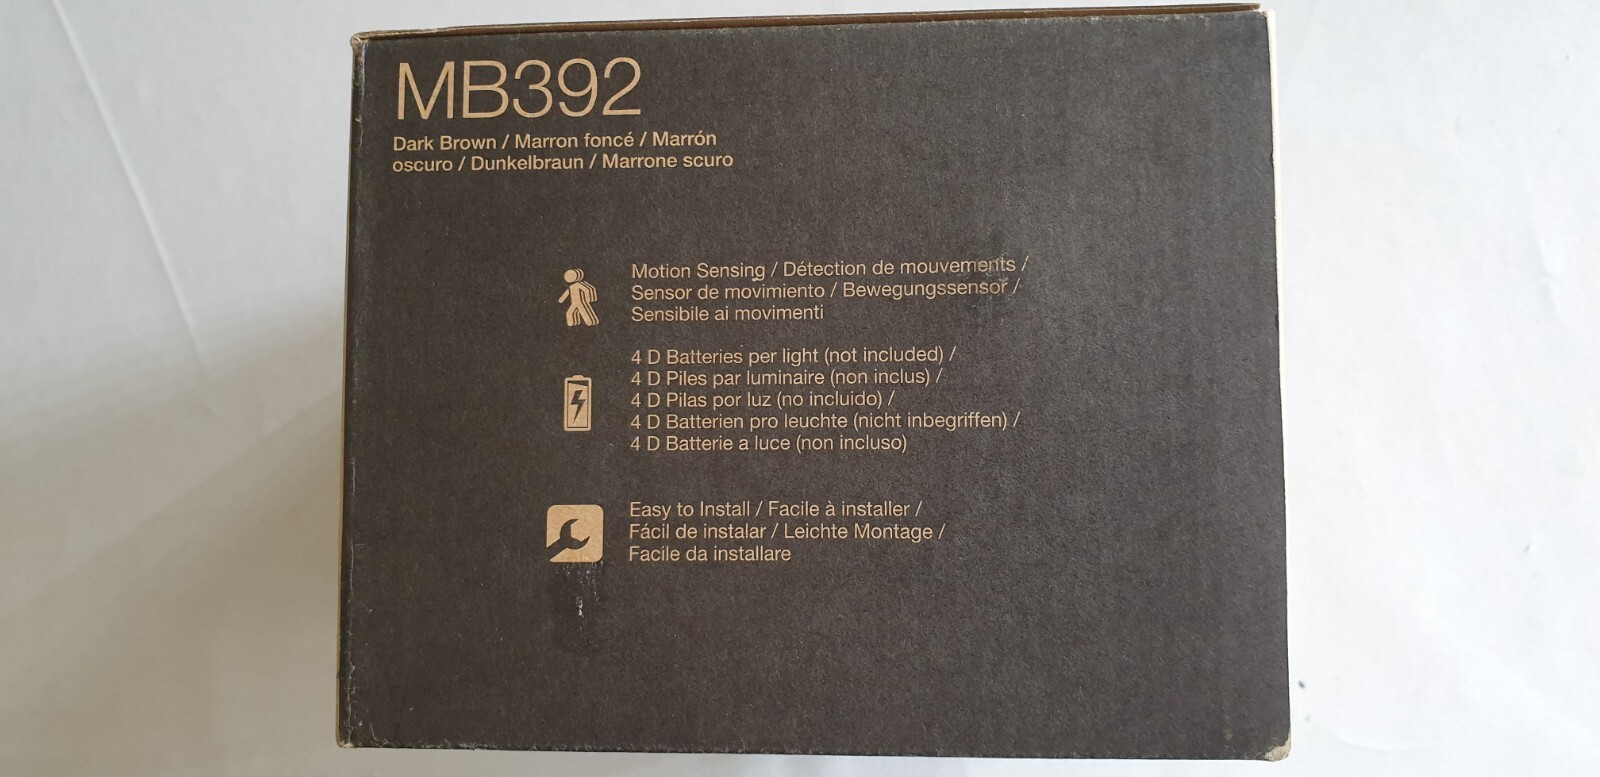 MB392
Dark Brown / Marron foncé / Marrón
oscuro / Dunkelbraun / Marrone scuro
Motion Sensing / Détection de mouvements /
Sensor de movimiento / Bewegungssensor /
Sensibile ai movimenti
4 D Batteries per light (not included) /
4 D Piles par luminaire (non inclus) /
4 D Pilas por luz (no incluido) /
4 D Batterien pro leuchte (nicht inbegriffen) /
4 D Batterie a luce (non incluso)
Easy to Install / Facile à installer /
Fácil de instalar / Leichte Montage /
Facile da installare